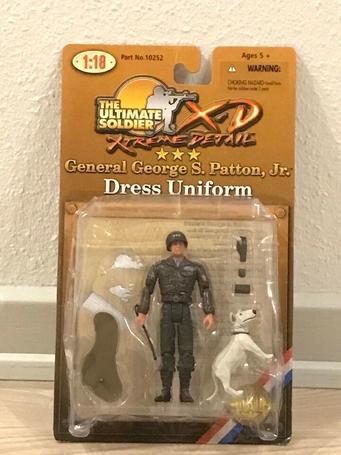 1:18
Part No.10252
Ages 5 +
WARNING:
CHOKING HAZARD-
THE
ULTIMATE
SOLDIER
XD
XTREME DETAIL
General George S. Patton, Jr.
Dress Uniform